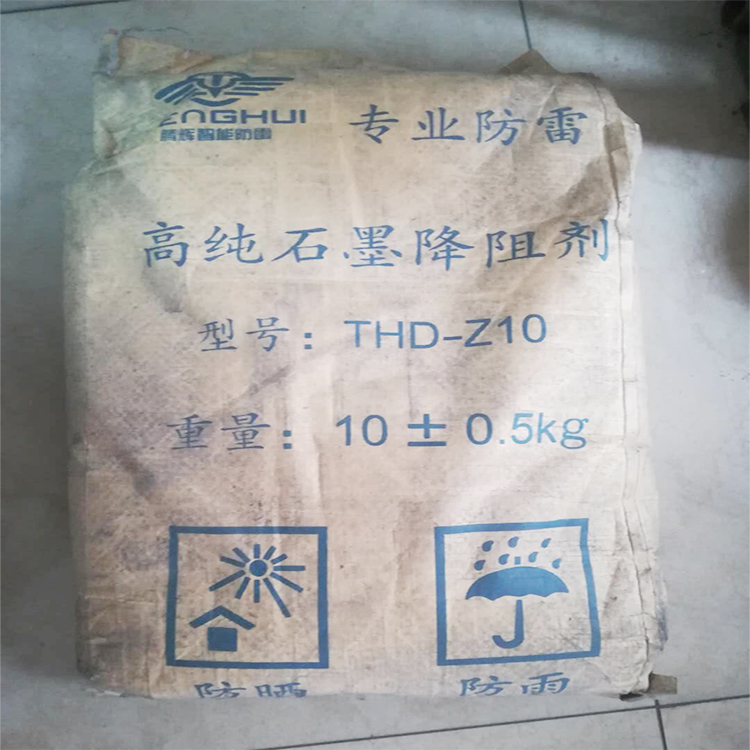 ENGHUI
腾辉智能防雷
专业防雷
高纯石墨降阻剂
型号：THD-Z10
重量：10±0.5kg
防晒 防雨